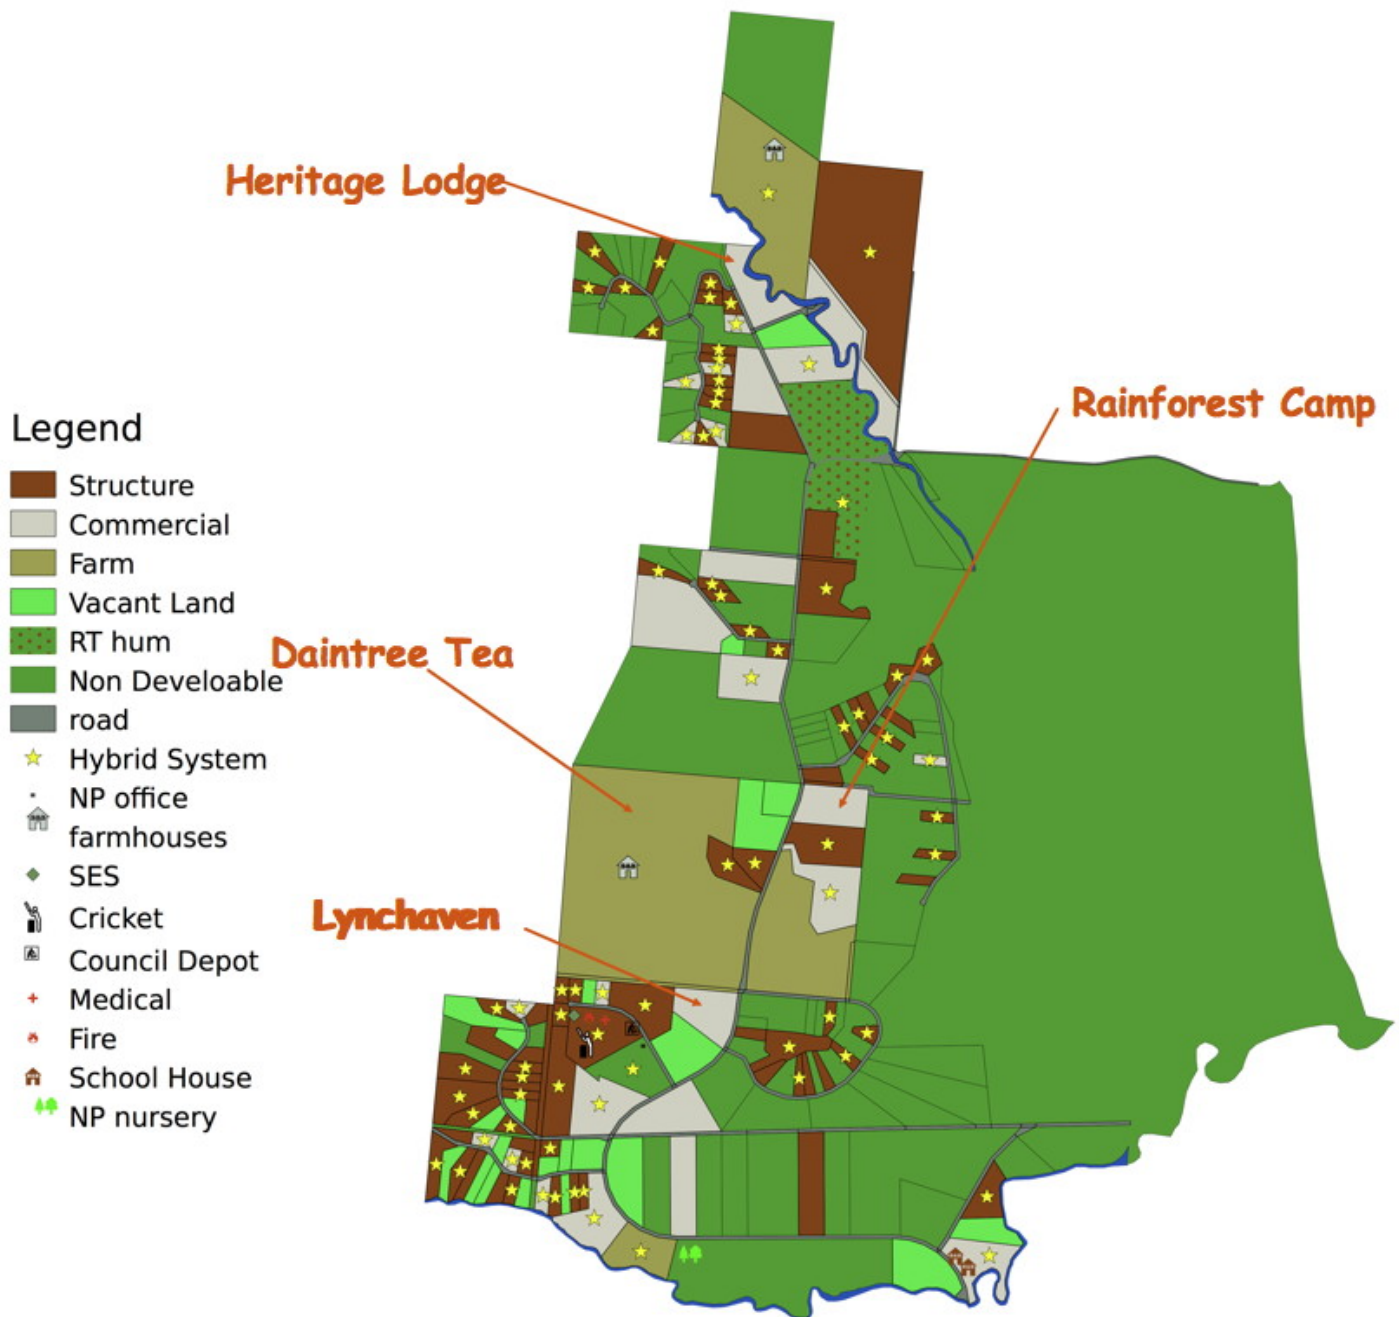 Heritage Lodge
Rainforest Camp
Legend
Structure
Commercial
Farm
Vacant Land
RT hum
Daintree Tea
Non Develoable
road
Hybrid System
NP office
farmhouses
SES
Lynchaven
Cricket
Council Depot
Medical
Fire
School House
NP nursery